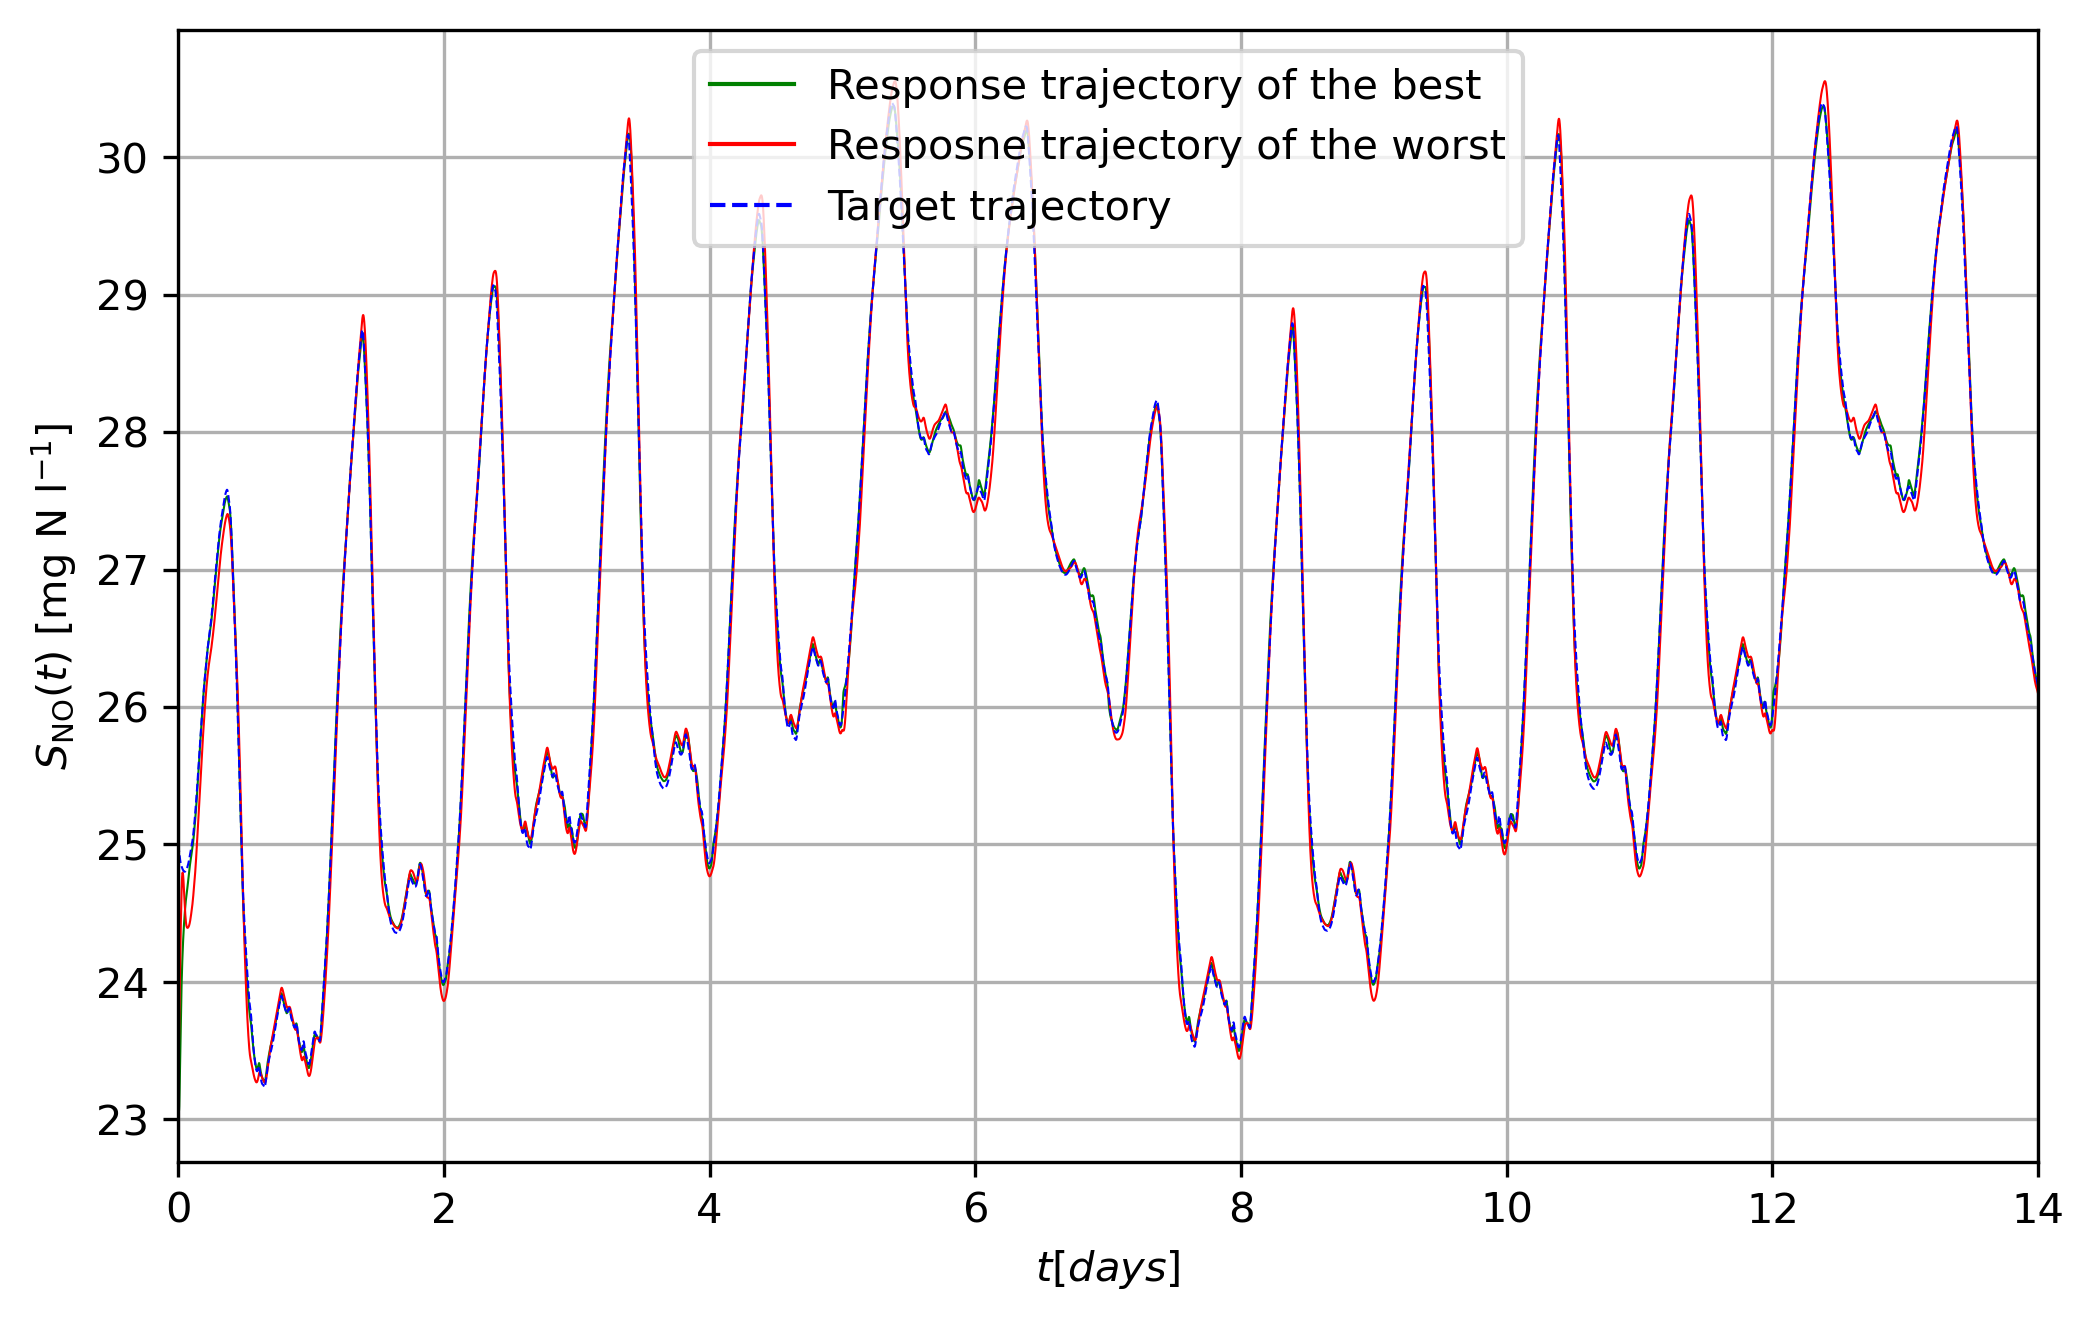 Response trajectory of the best
Resposne trajectory of the worst
Target trajectory
30
29
28
27
26
25
24
23
S_NO(t) [mg N l⁻¹]
0 2 4 6 8 10 12 14
t[days]